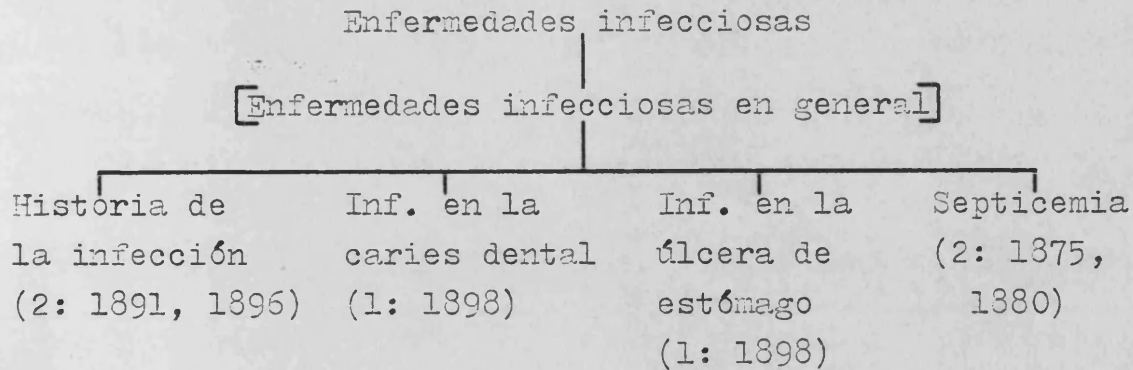 Enfermedades infecciosas
[Enfermedades infecciosas en general]
Historia de
la infección
(2: 1891, 1896)
Inf. en la
caries dental
(1: 1898)
Inf. en la
úlcera de
estómago
(1: 1898)
Septicemia
(2: 1875,
1880)